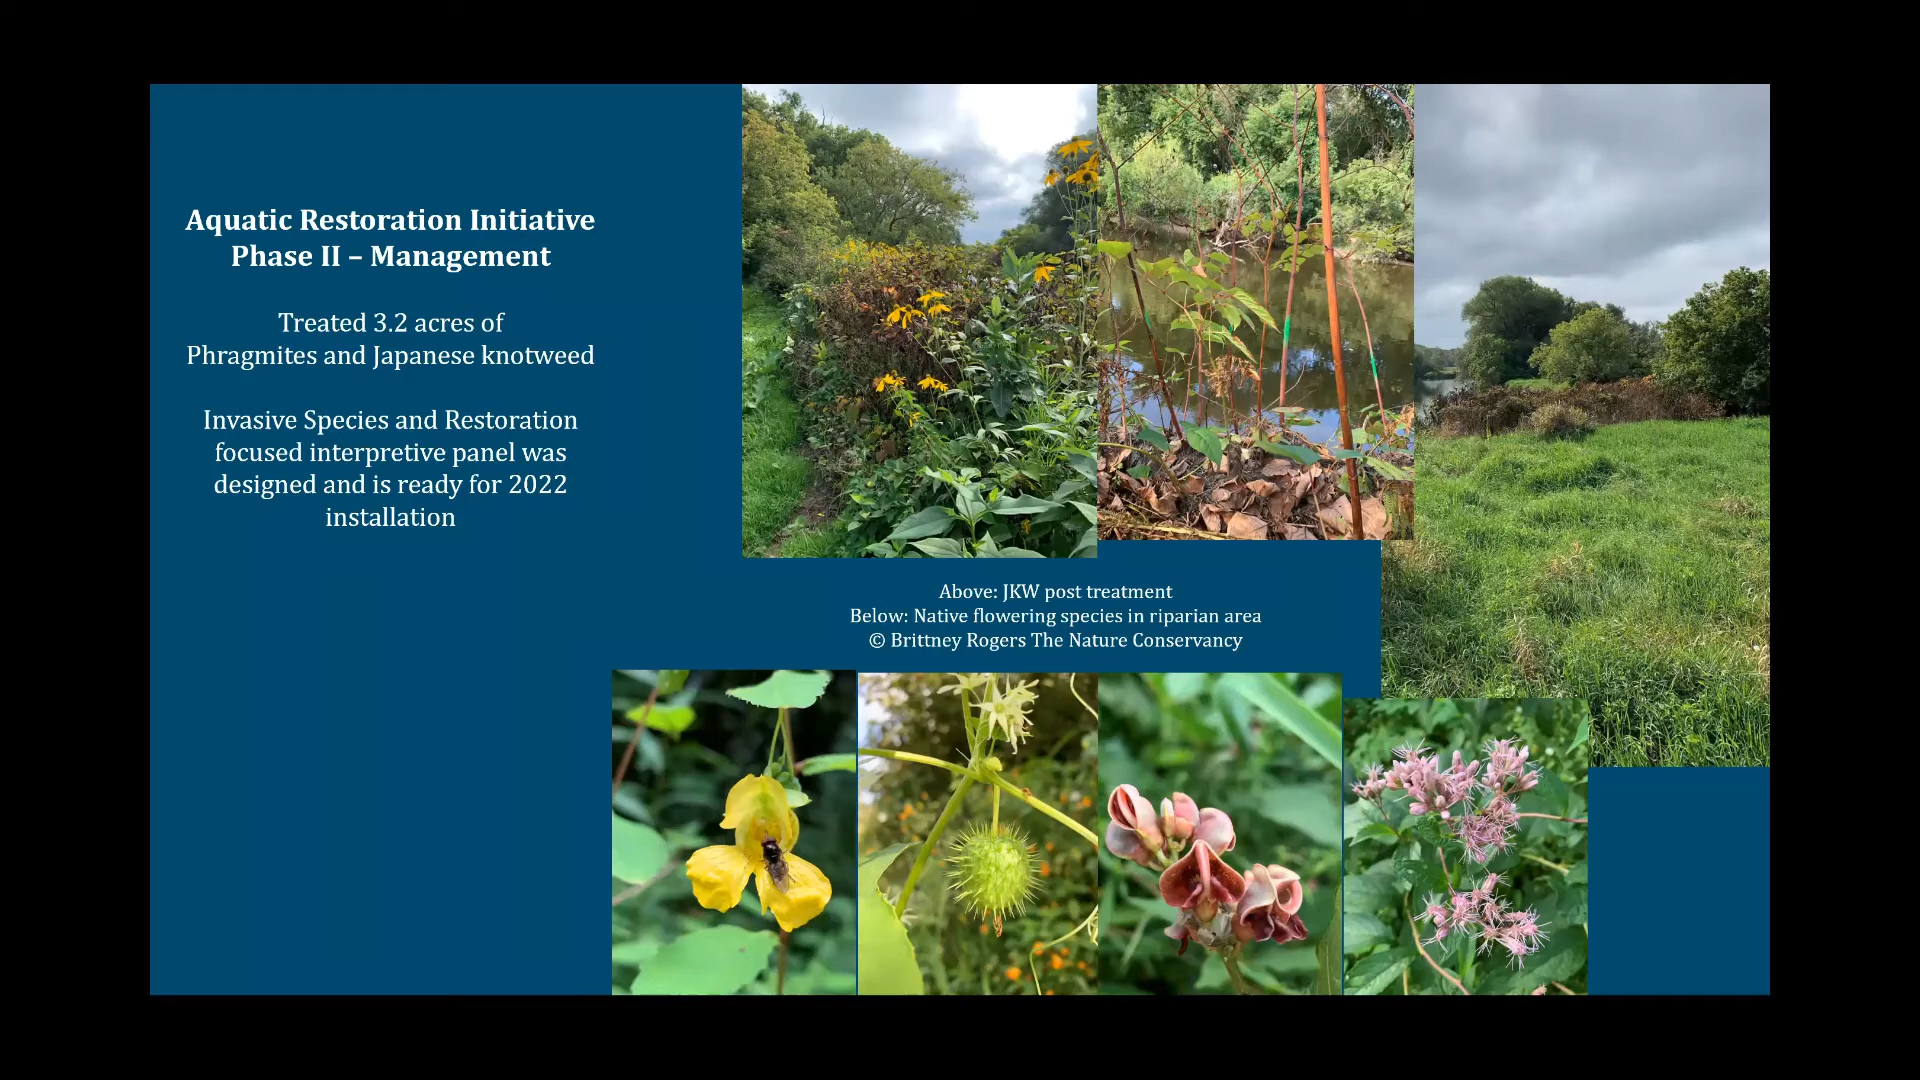 Aquatic Restoration Initiative
Phase II – Management
Treated 3.2 acres of
Phragmites and Japanese knotweed
Invasive Species and Restoration
focused interpretive panel was
designed and is ready for 2022
installation
Above: JKW post treatment
Below: Native flowering species in riparian area
© Brittney Rogers The Nature Conservancy